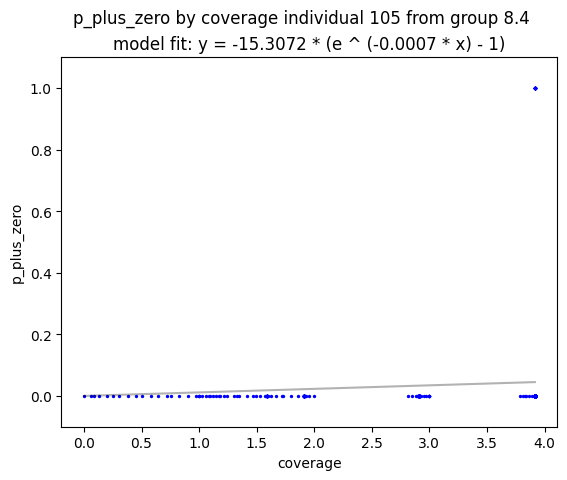 p_plus_zero by coverage individual 105 from group 8.4
model fit: y = -15.3072 * (e ^ (-0.0007 * x) - 1)
1.0
0.8
0.6
0.4
0.2
0.0
p_plus_zero
0.0 0.5 1.0 1.5 2.0 2.5 3.0 3.5 4.0
coverage